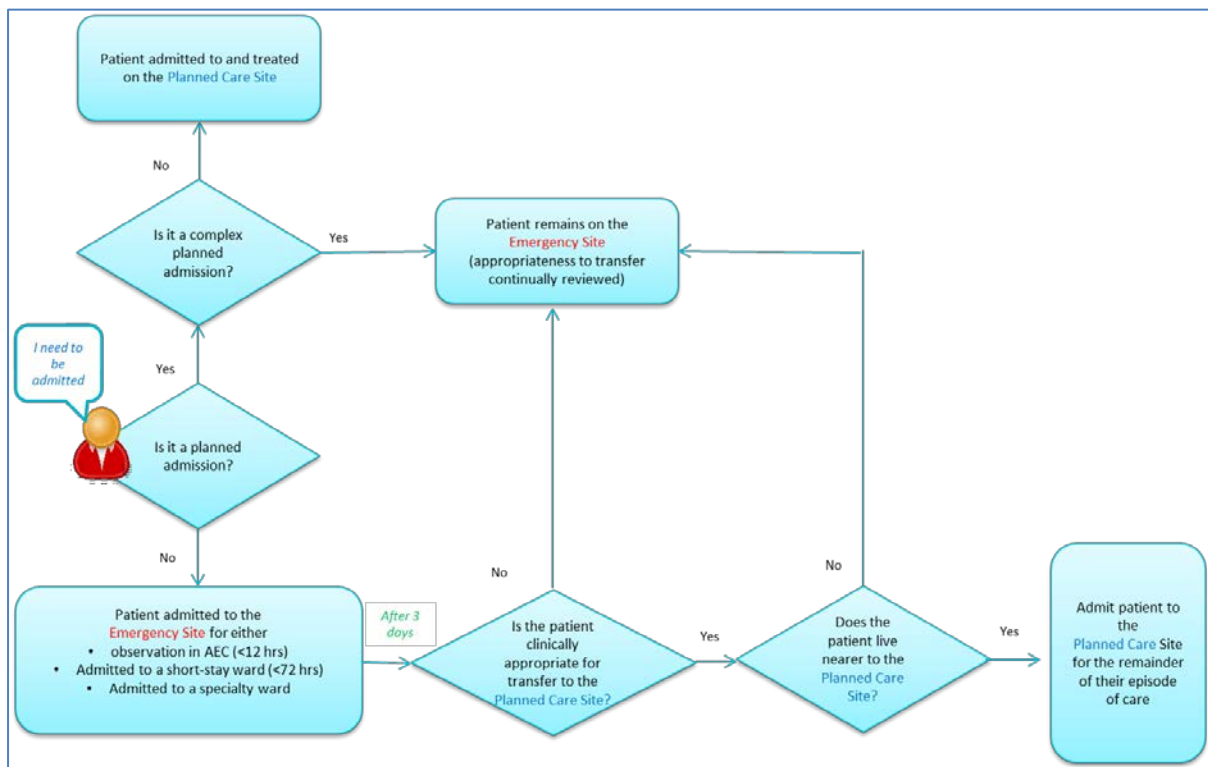 Patient admitted to and treated
on the Planned Care Site
No
Is it a complex
planned
admission?
Yes
Patient remains on the
Emergency Site
(appropriateness to transfer
continually reviewed)
I need to
be
admitted
Yes
Is it a planned
admission?
No
Patient admitted to the
Emergency Site for either
• observation in AEC (<12 hrs)
• Admitted to a short-stay ward (<72 hrs)
• Admitted to a specialty ward
After 3
days
No
Is the patient
clinically
appropriate for
transfer to the
Planned Care Site?
Yes
No
Does the
patient live
nearer to the
Planned Care
Site?
Yes
Admit patient to
the
Planned Care Site
for the remainder
of their episode
of care